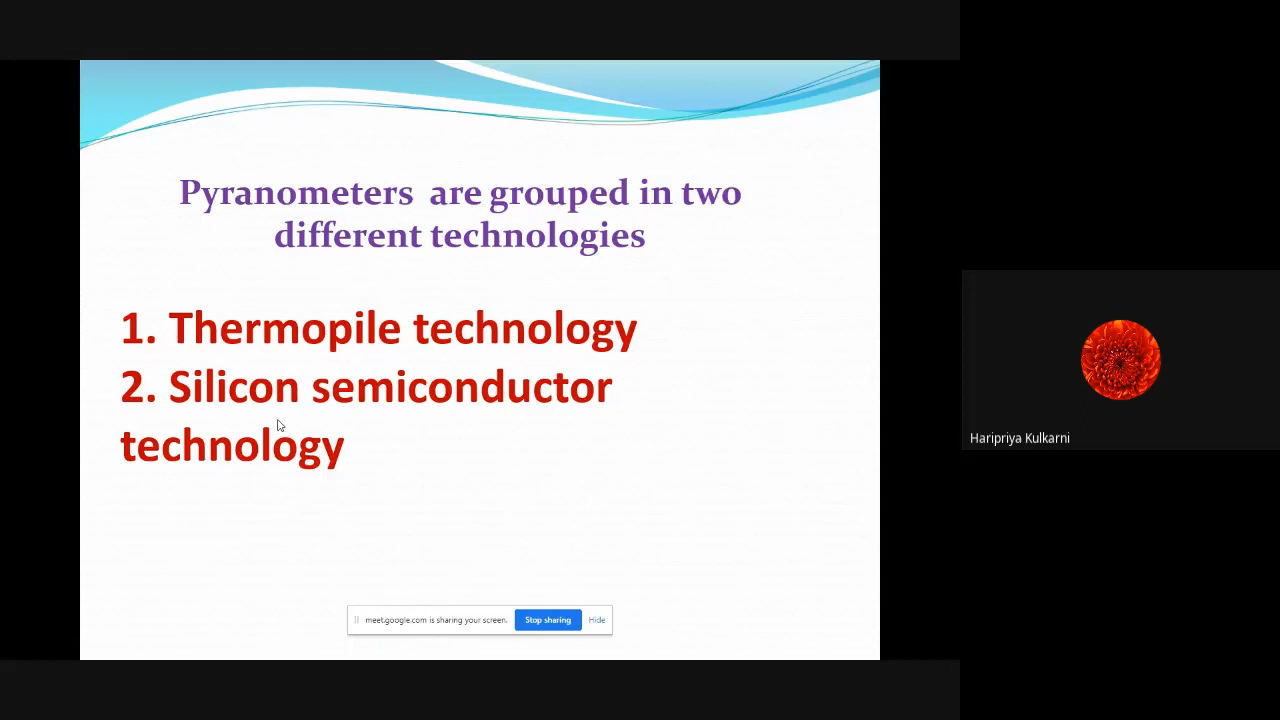 Pyranometers are grouped in two
different technologies
1. Thermopile technology
2. Silicon semiconductor
technology
Haripriya Kulkarni
meet.google.com is sharing your screen. Stop sharing Hide